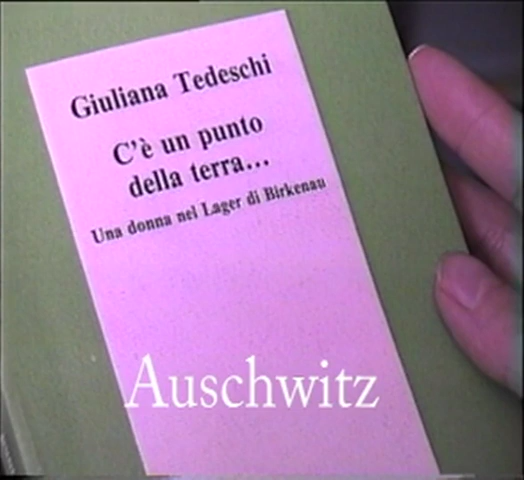 Giuliana Tedeschi
C'è un punto
della terra...
Una donna nel Lager di Birkenau
Auschwitz